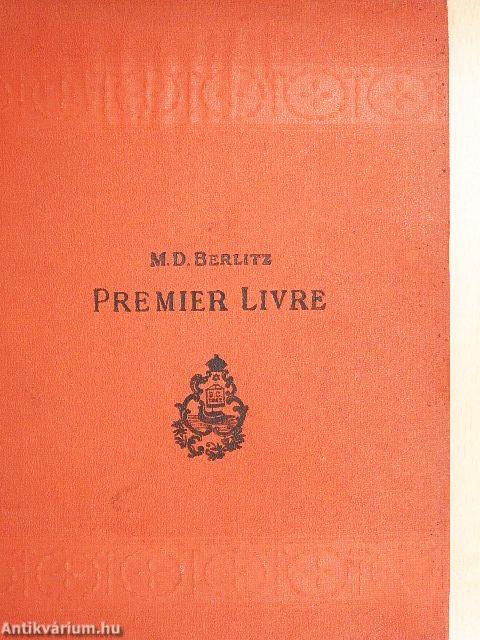 M.D. BERLITZ
PREMIER LIVRE
Antikvárium.hu